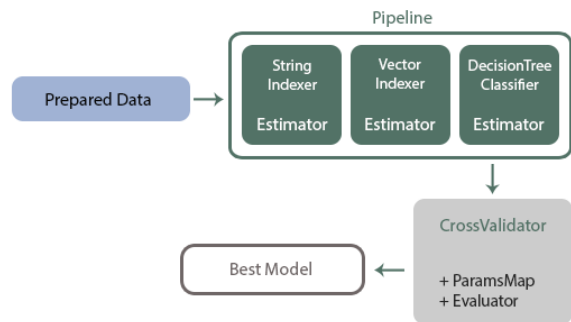 Pipeline
String
Indexer
Estimator
Vector
Indexer
Estimator
DecisionTree
Classifier
Estimator
Prepared Data
CrossValidator
+ ParamsMap
+ Evaluator
Best Model